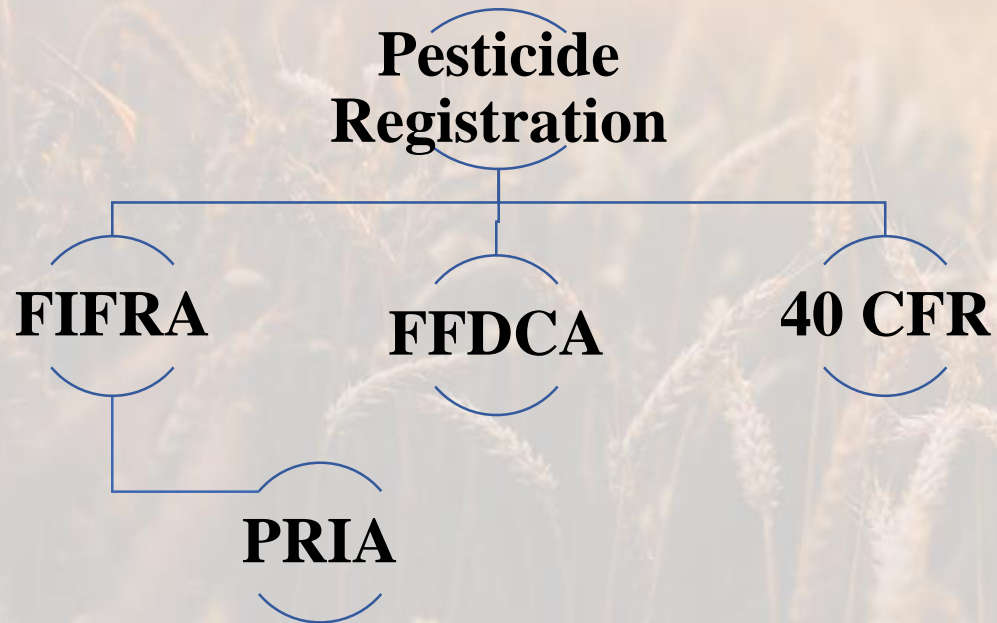 Pesticide
Registration
FIFRA
FFDCA
40 CFR
PRIA